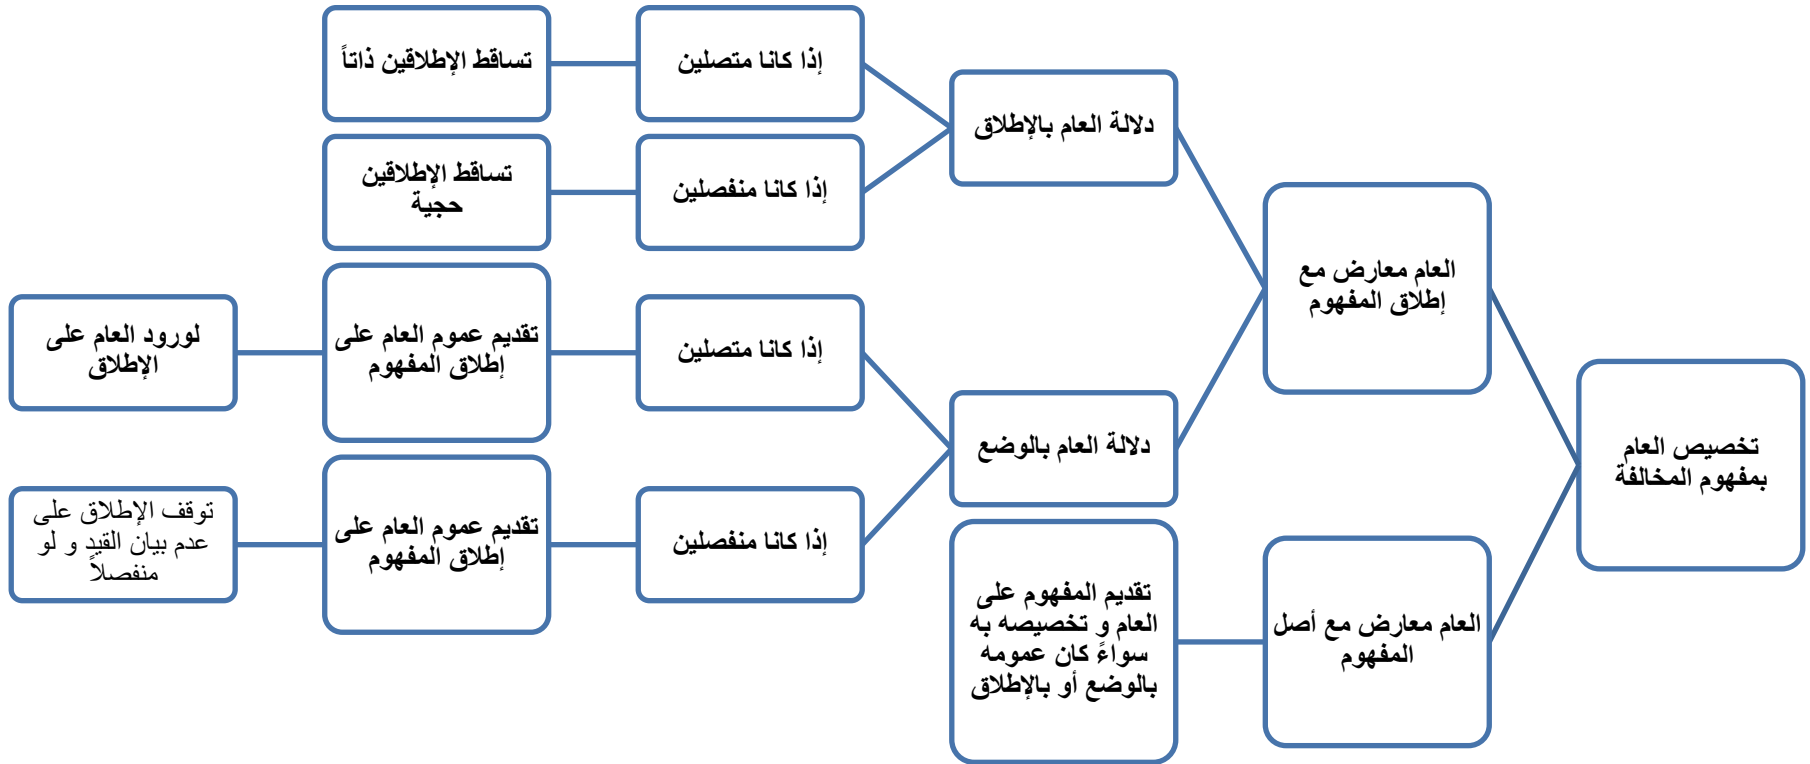 تخصيص العام
بمفهوم المخالفة
العام معارض مع
إطلاق المفهوم
دلالة العام بالإطلاق
إذا كانا متصلين
تساقط الإطلاقين ذاتاً
إذا كانا منفصلين
تساقط الإطلاقين
حجية
دلالة العام بالوضع
إذا كانا متصلين
تقديم عموم العام على
إطلاق المفهوم
لورود العام على
الإطلاق
إذا كانا منفصلين
تقديم عموم العام على
إطلاق المفهوم
توقف الإطلاق على
عدم بيان القيد و لو
منفصلاً
العام معارض مع أصل
المفهوم
تقديم المفهوم على
العام و تخصيصه به
سواءً كان عمومه
بالوضع أو بالإطلاق